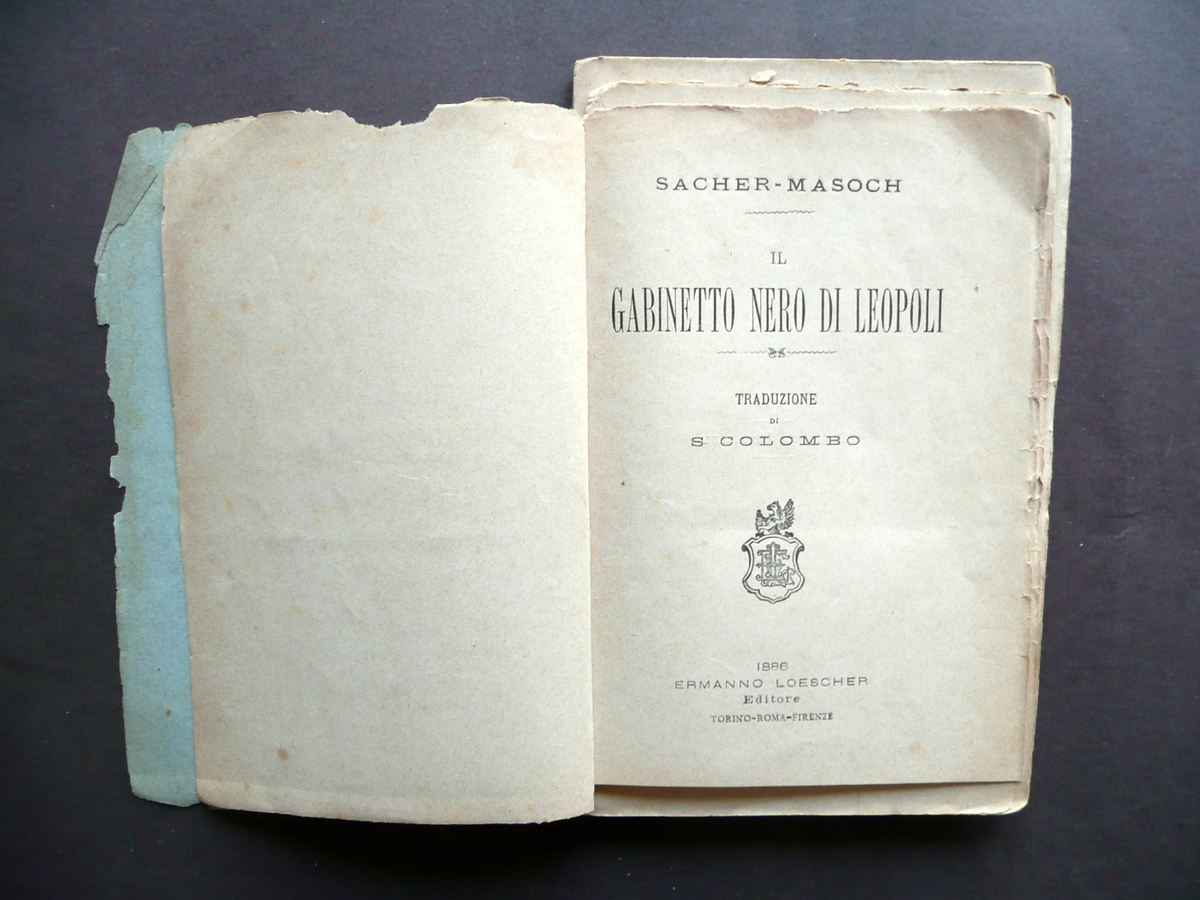 SACHER-MASOCH
IL
GABINETTO NERO DI LEOPOLI
TRADUZIONE
DI
S. COLOMBO
1886
ERMANNO LOESCHER
Editore
TORINO-ROMA-FIRENZE